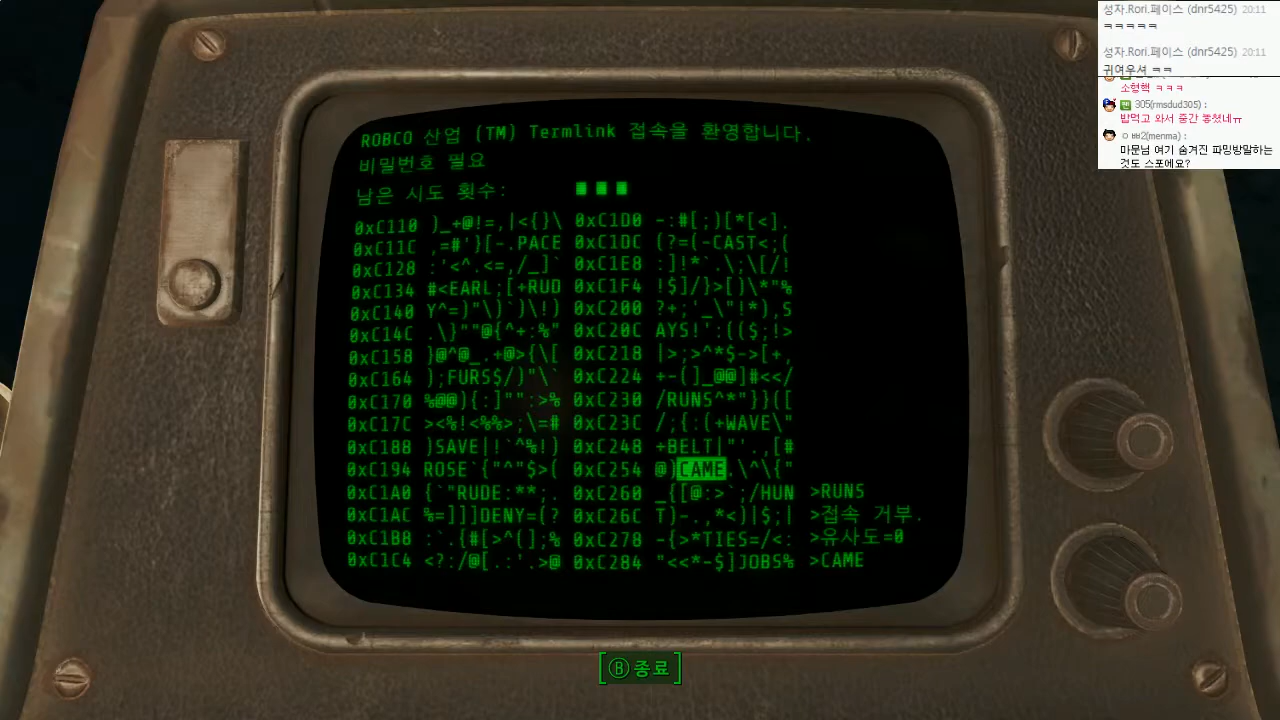 ROBCO 산업 (TM) Termlink 접속을 환영합니다.
비밀번호 필요
남은 시도 횟수: ■ ■ ■
0xC110 )_+@!=,|<{}\ 0xC1D0 -:#[;)[*[<].
0xC11C ,=#'}[-.PACE 0xC1DC (?=(-CAST<;(
0xC128 :'<^.<=,/_]` 0xC1E8 :]!*`.\;\[/!
0xC134 #<EARL;[+RUD 0xC1F4 !$]/}>[)\*"%
0xC140 Y^=)"\)`)\!) 0xC200 ?+;'_\"!*),S
0xC14C .\}""@{^+:%" 0xC20C AYS!':(($;!>
0xC158 }@^@_.+@>{\[ 0xC218 |>;>^*$->[+,
0xC164 );FURS$/)"\` 0xC224 +-(]_@@]#<</
0xC170 %@@){:]"":>% 0xC230 /RUNS^*"}}([
0xC17C ><%!<%%>;\=# 0xC23C /;{:(+WAVE\"
0xC188 )SAVE|!`^%!) 0xC248 +BELT|"'.,[#
0xC194 ROSE`{"^"$>( 0xC254 @)CAME.\^\{"
0xC1A0 {`"RUDE:**;. 0xC260 _{[@:>`;/HUN >RUNS
0xC1AC %=]]]DENY=(? 0xC26C T)-.,*<)|$;| >접속 거부.
0xC1B8 :`.{#[>^(];% 0xC278 -{>*TIES=/<: >유사도=0
0xC1C4 <?:/@[.:'.>@ 0xC284 "<<*-$]JOBS% >CAME
[Ⓑ종료]
성자.Rori.페이스 (dnr5425) 20:11
ㅋㅋㅋㅋㅋ
성자.Rori.페이스 (dnr5425) 20:11
귀여우셔 ㅋㅋ
소형핵 ㅋㅋㅋ
팬 305(rmsdud305) :
밥먹고 와서 중간 놓쳤네ㅠ
ㅇㅃ2(menma) :
마문님 여기 숨겨진 파밍방말하는
것도 스포에요?